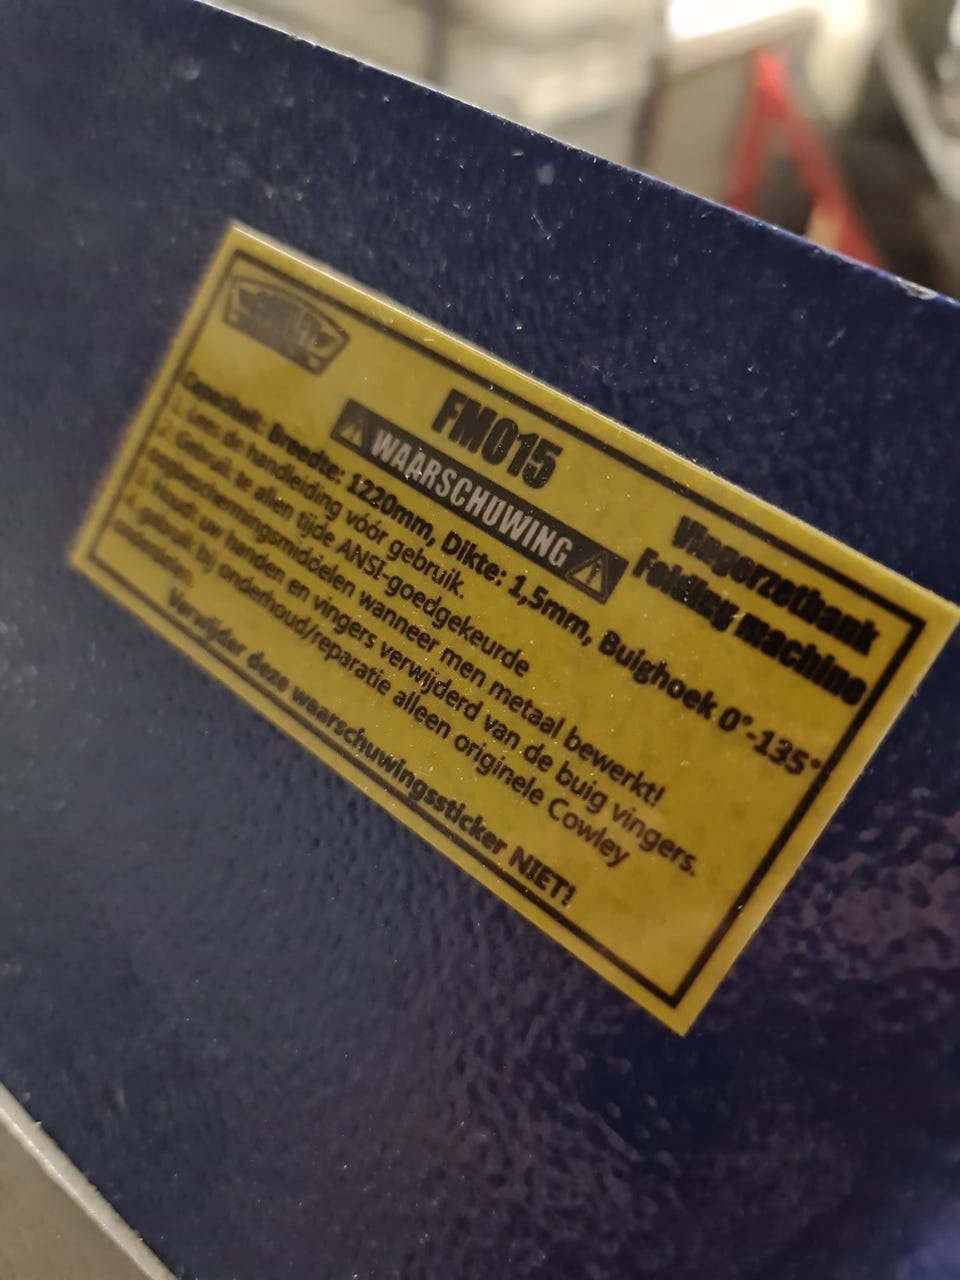 COWLEY
FM015
Vingerzetbank
Folding machine
WAARSCHUWING
Capaciteit: Breedte: 1220mm, Dikte: 1,5mm, Buighoek 0°-135°
1. Lees de handleiding vóór gebruik.
2. Gebruik te allen tijde ANSI-goedgekeurde
oogbeschermingsmiddelen wanneer men metaal bewerkt!
3. Houdt uw handen en vingers verwijderd van de buig vingers.
4. gebruik bij onderhoud/reparatie alleen originele Cowley
onderdelen.
Verwijder deze waarschuwingssticker NIET!